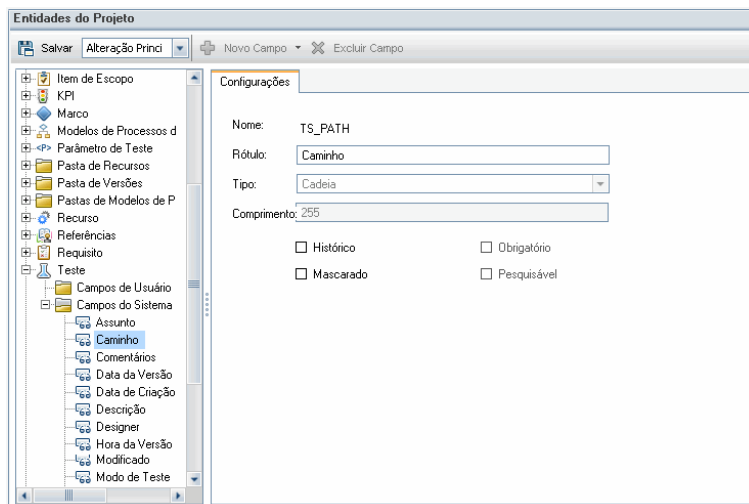 Entidades do Projeto
Salvar Alteração Princi Novo Campo Excluir Campo
Item de Escopo
KPI
Marco
Modelos de Processos d
<P> Parâmetro de Teste
Pasta de Recursos
Pasta de Versões
Pastas de Modelos de P
Recurso
Referências
Requisito
Teste
Campos de Usuário
Campos do Sistema
Assunto
Caminho
Comentários
Data da Versão
Data de Criação
Descrição
Designer
Hora da Versão
Modificado
Modo de Teste
Configurações
Nome: TS_PATH
Rótulo: Caminho
Tipo: Cadeia
Comprimento: 255
Histórico Obrigatório
Mascarado Pesquisável